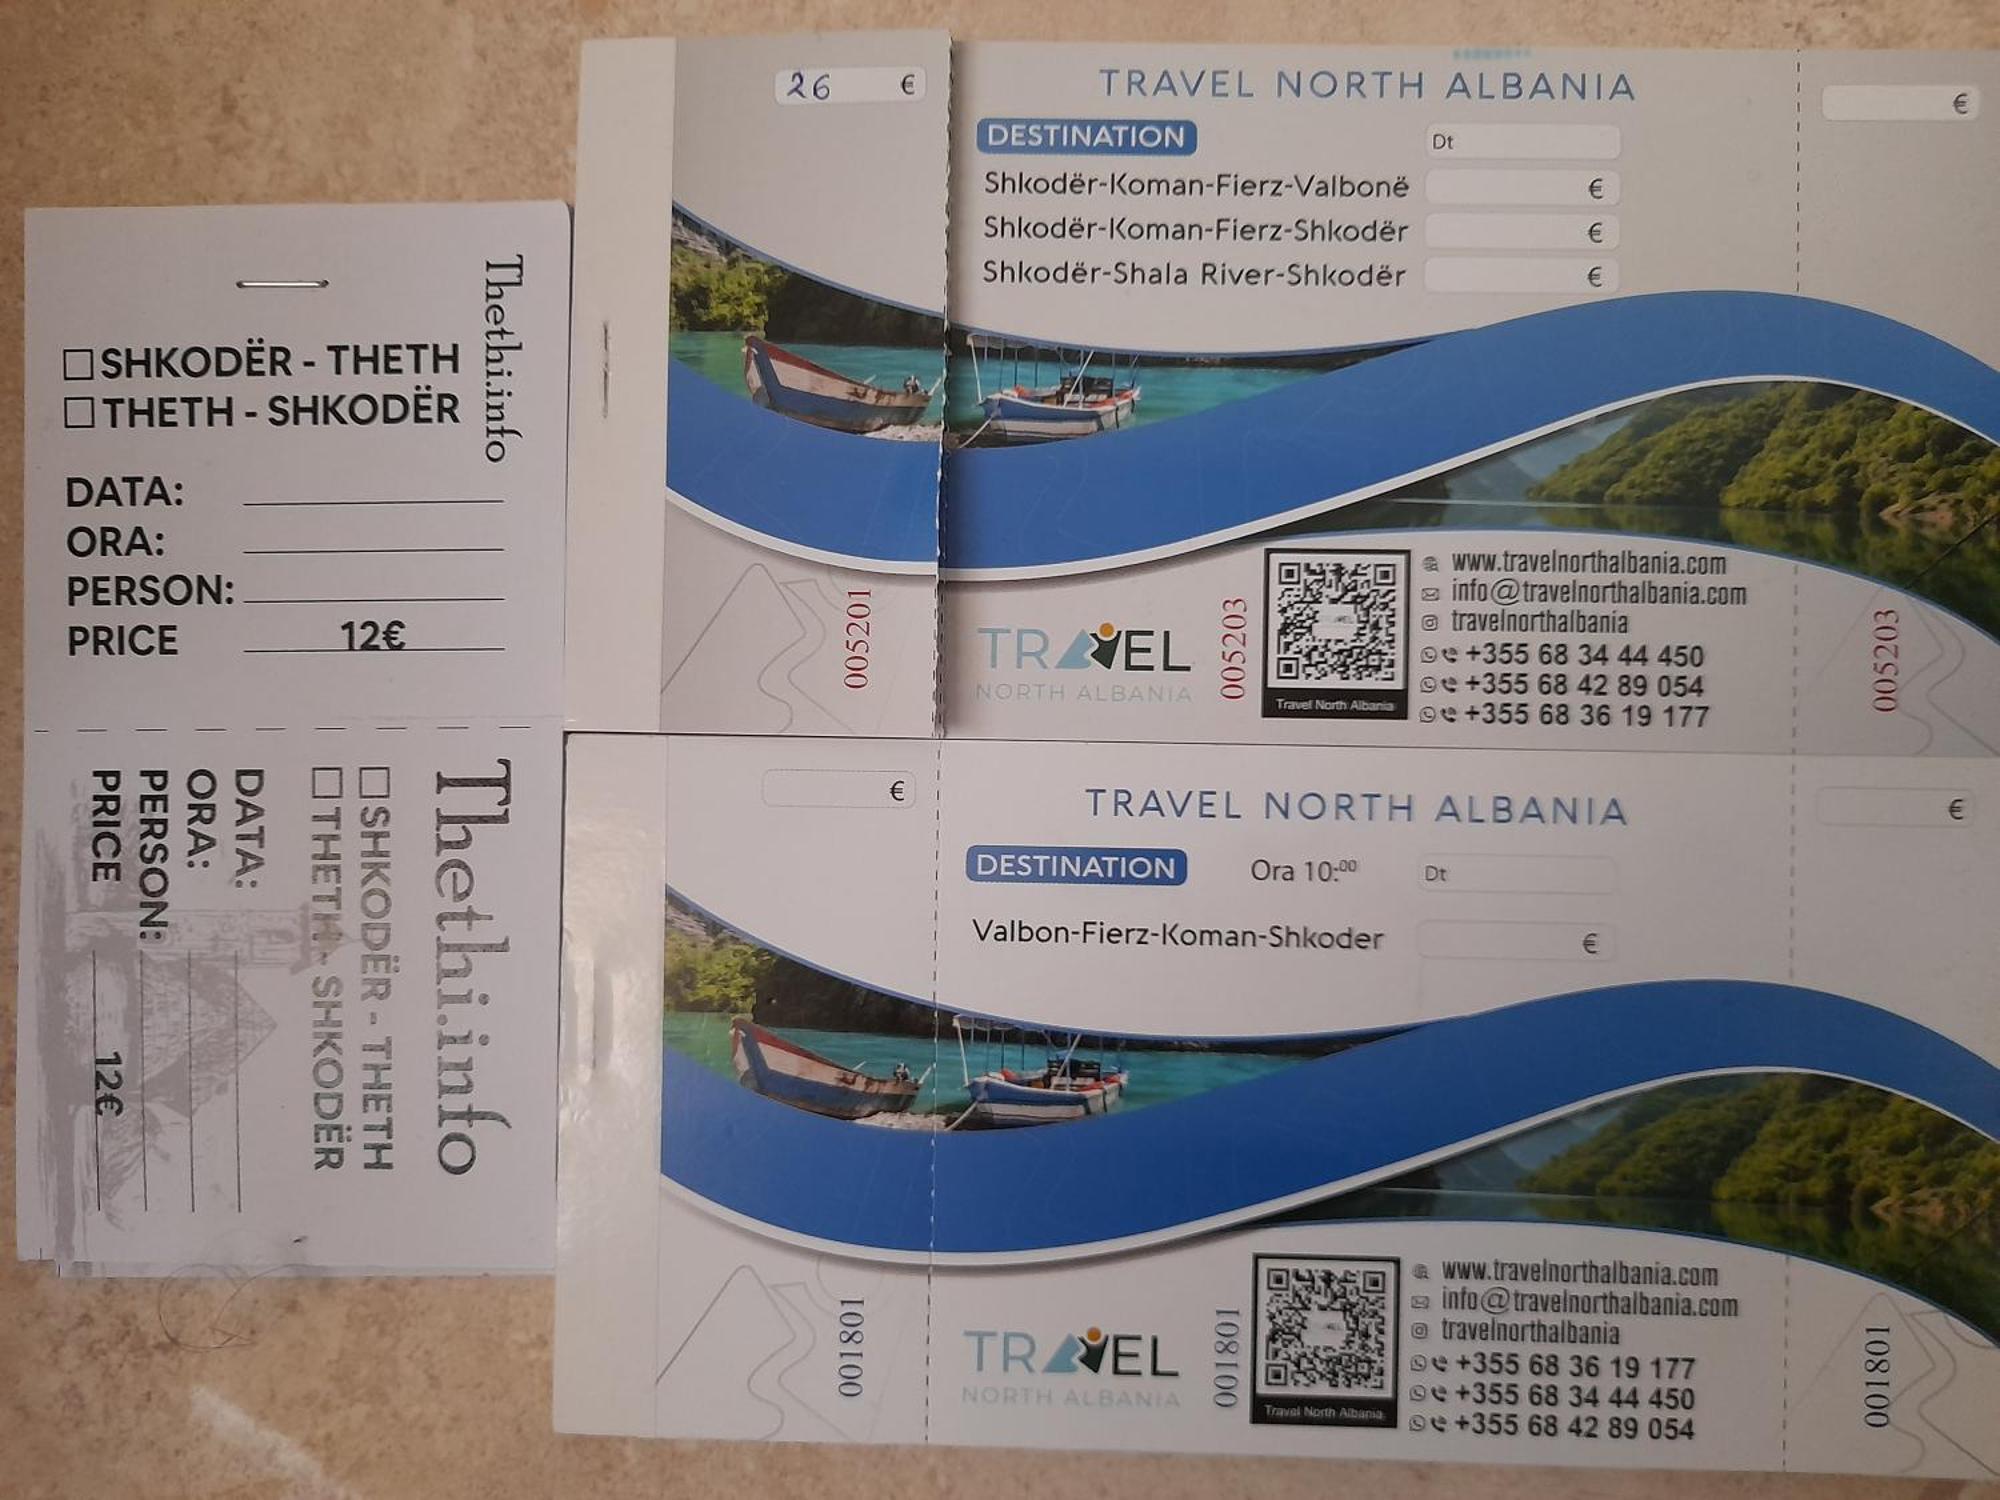 Thethi.info
SHKODËR - THETH
THETH - SHKODËR
DATA:
ORA:
PERSON:
PRICE 12€
Thethi.info
SHKODËR - THETH
THETH - SHKODËR
DATA:
ORA:
PERSON:
PRICE 12€
26 €
005201
TRAVEL NORTH ALBANIA
DESTINATION Dt
Shkodër-Koman-Fierz-Valbonë €
Shkodër-Koman-Fierz-Shkodër €
Shkodër-Shala River-Shkodër €
TRAVEL
NORTH ALBANIA
005203
Travel North Albania
www.travelnorthalbania.com
info@travelnorthalbania.com
travelnorthalbania
+355 68 34 44 450
+355 68 42 89 054
+355 68 36 19 177
€
005203
€
001801
TRAVEL NORTH ALBANIA
DESTINATION Ora 10:00 Dt
Valbon-Fierz-Koman-Shkoder €
TRAVEL
NORTH ALBANIA
001801
Travel North Albania
www.travelnorthalbania.com
info@travelnorthalbania.com
travelnorthalbania
+355 68 36 19 177
+355 68 34 44 450
+355 68 42 89 054
€
001801